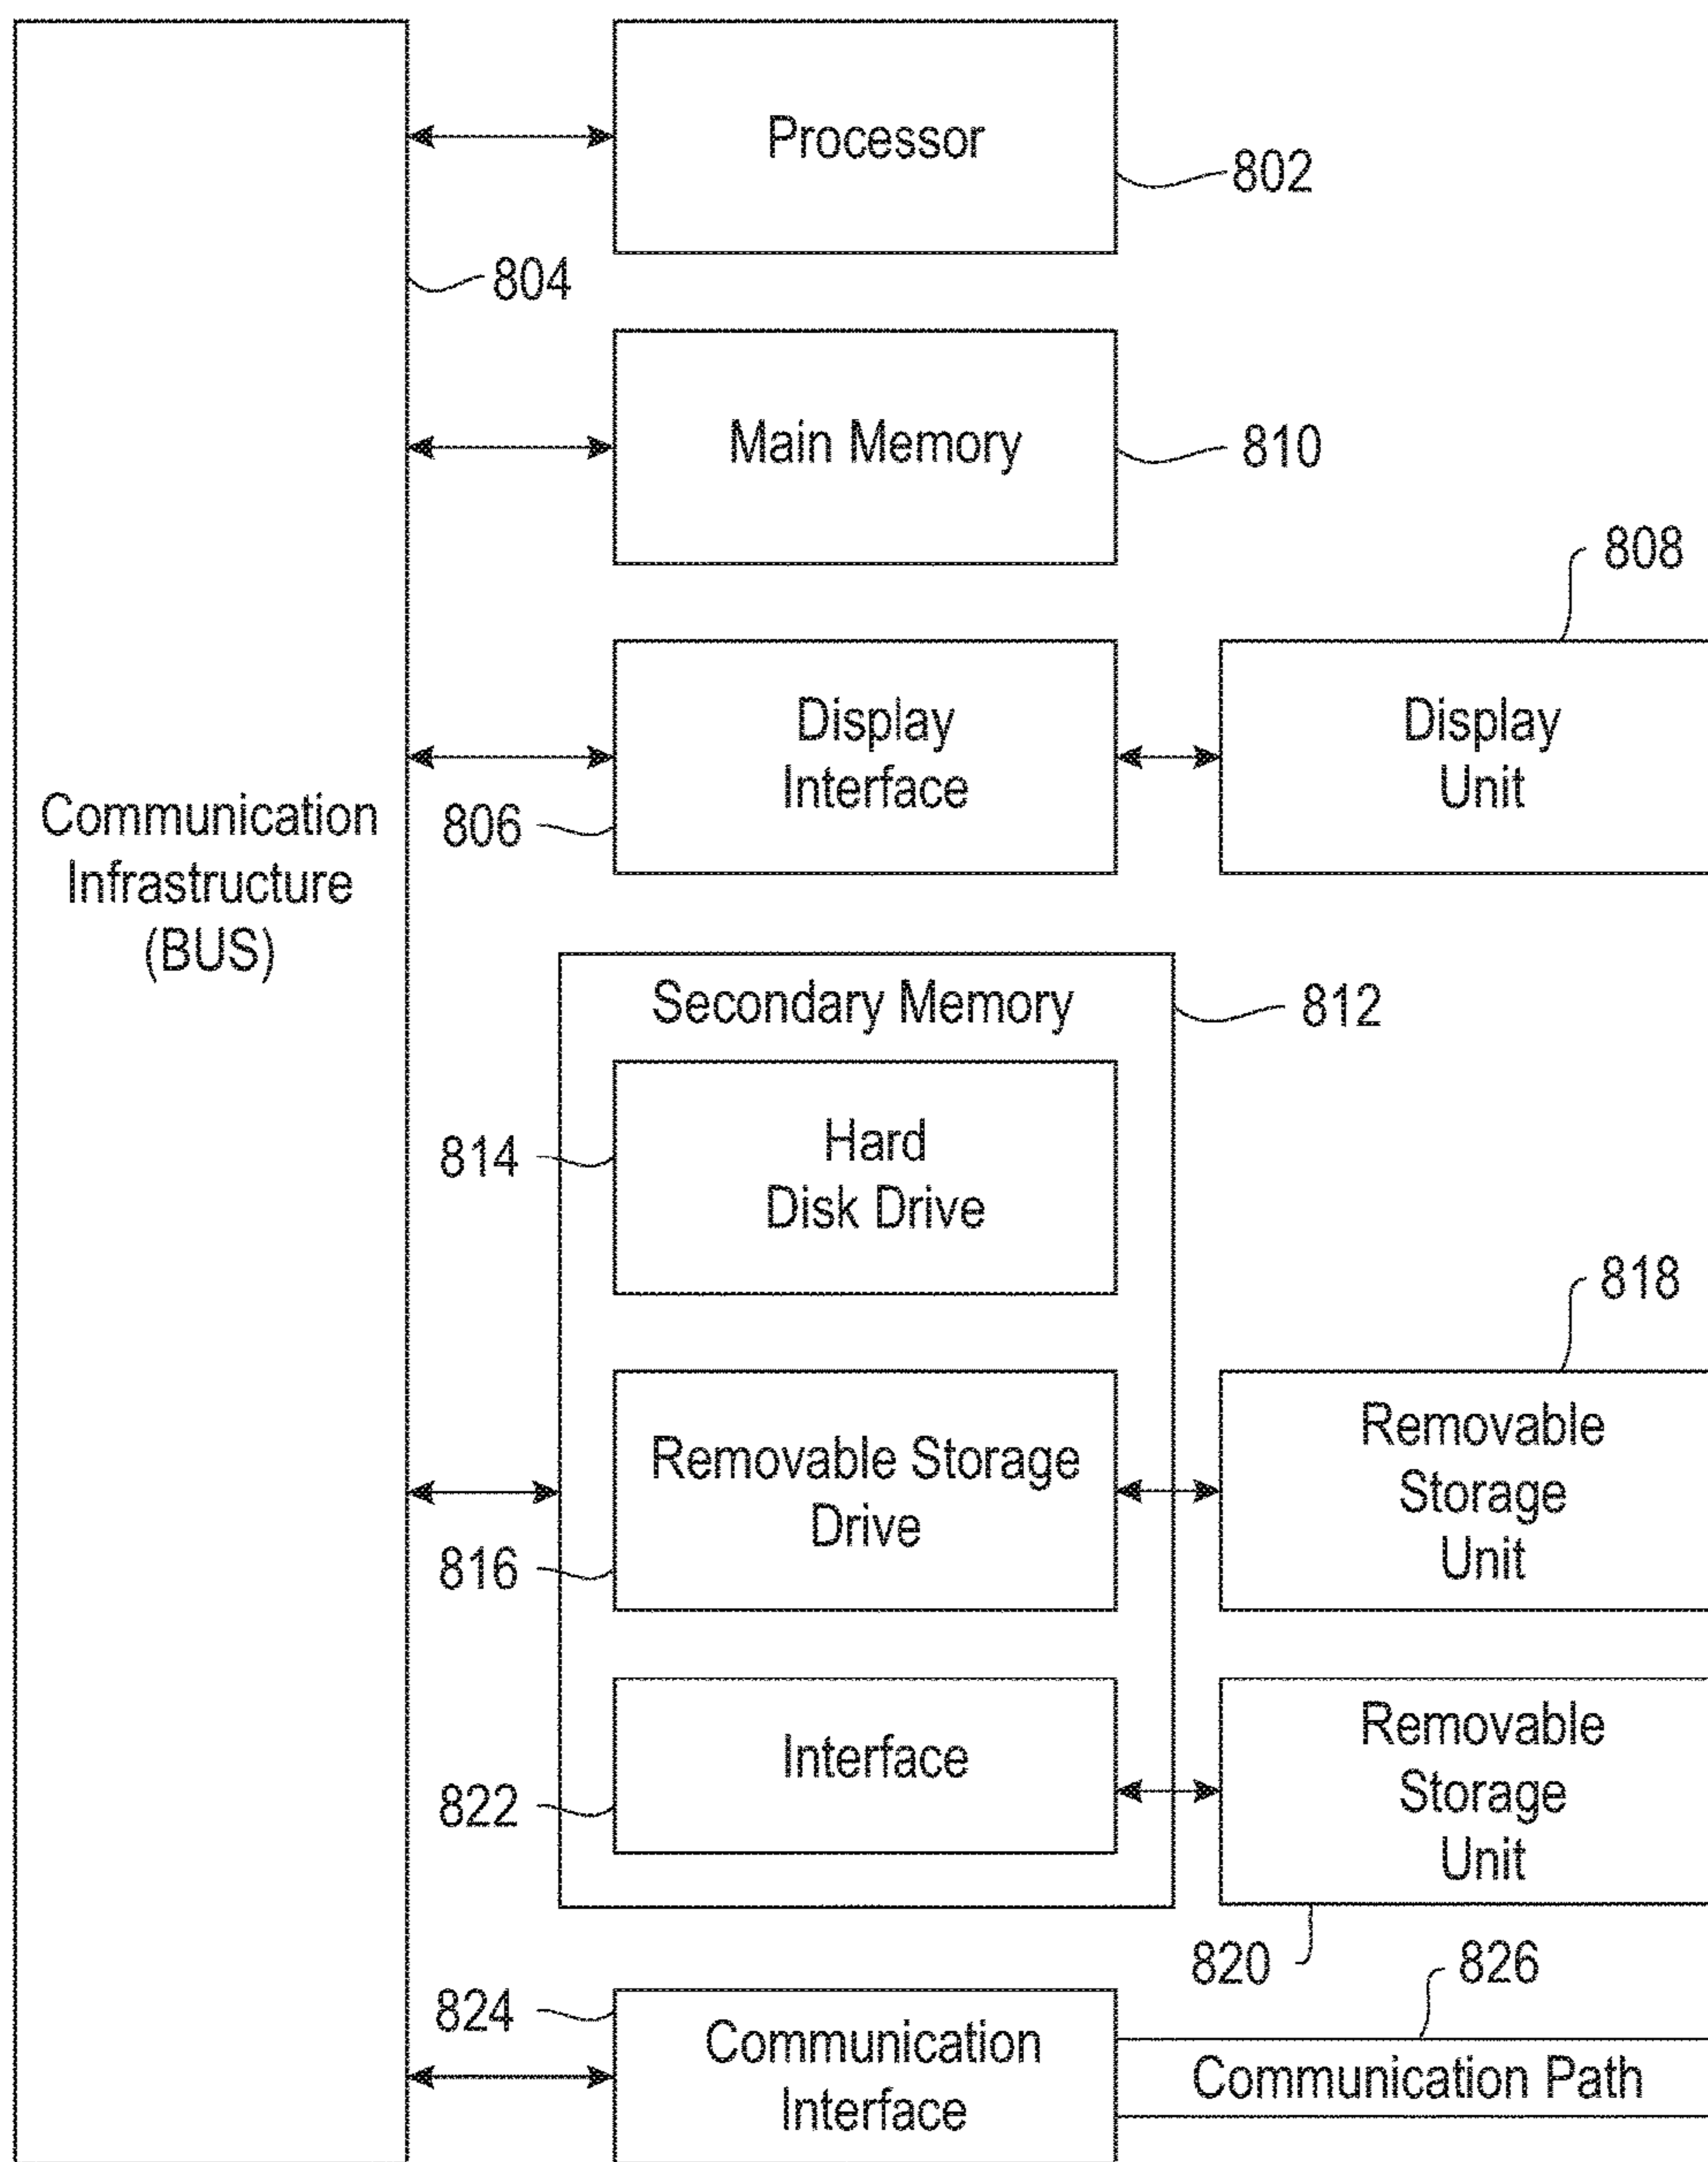 Processor
802
804
Main Memory
810
808
Display
Interface
Display
Unit
806
Communication
Infrastructure
(BUS)
Secondary Memory
812
814
Hard
Disk Drive
818
Removable Storage
Drive
816
Removable
Storage
Unit
Interface
822
Removable
Storage
Unit
820
826
824
Communication
Interface
Communication Path